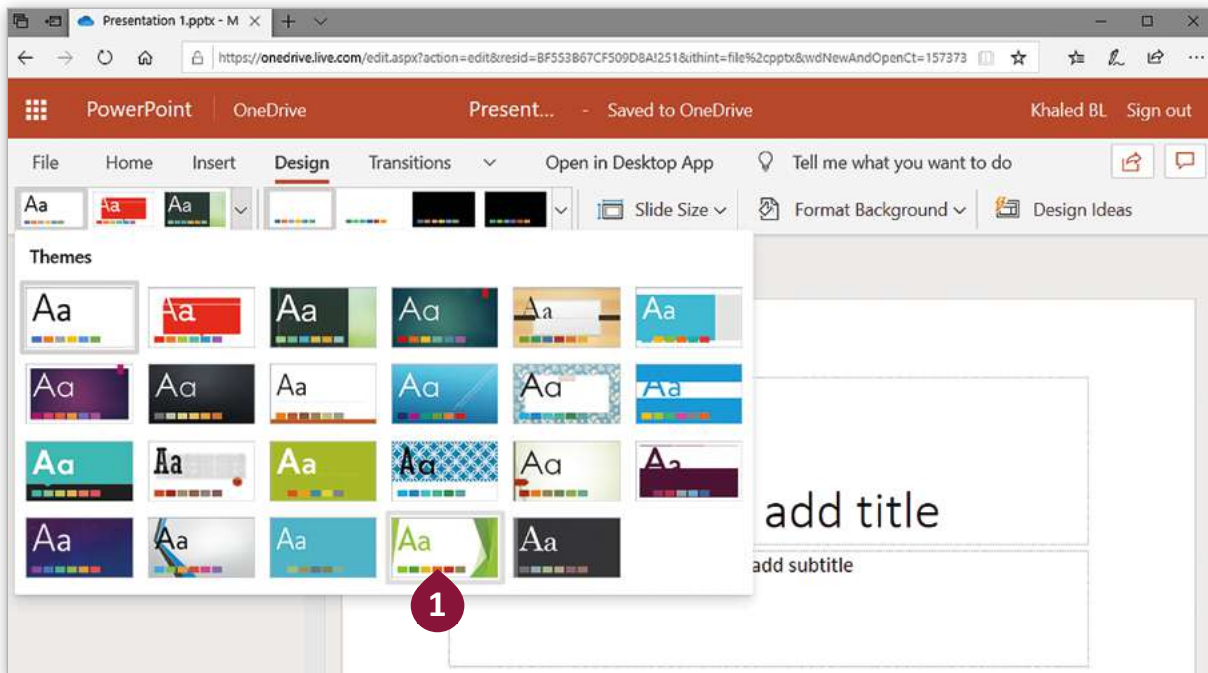 Presentation 1.pptx - M
https://onedrive.live.com/edit.aspx?action=edit&resid=BF553B67CF509D8A!251&ithint=file%2cpptx&wdNewAndOpenCt=157373
PowerPoint OneDrive Present... - Saved to OneDrive Khaled BL Sign out
File Home Insert Design Transitions Open in Desktop App Tell me what you want to do
Aa Aa Aa Slide Size Format Background Design Ideas
Themes
Aa Aa Aa Aa Aa Aa
Aa Aa Aa Aa Aa Aa
Aa Aa Aa Aa Aa Aa
Aa Aa Aa Aa Aa
add title
add subtitle
1